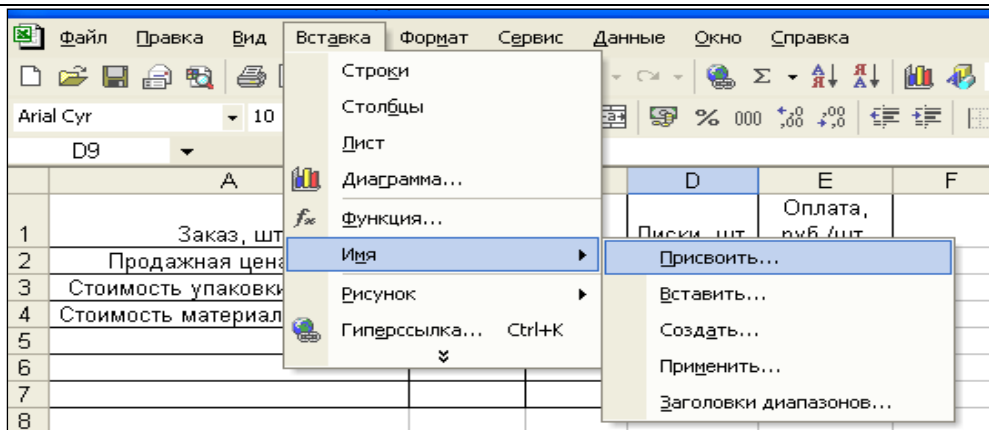 Файл Правка Вид Вставка Формат Сервис Данные Окно Справка
Arial Cyr 10 % 000
D9
Строки
Столбцы
Лист
Диаграмма...
Функция...
Имя
Рисунок
Гиперссылка... Ctrl+K
Присвоить...
Вставить...
Создать...
Применить...
Заголовки диапазонов...
A D E F
1 Заказ, шт Диски, шт Оплата, руб./шт
2 Продажная цена
3 Стоимость упаковки
4 Стоимость материал
5
6
7
8